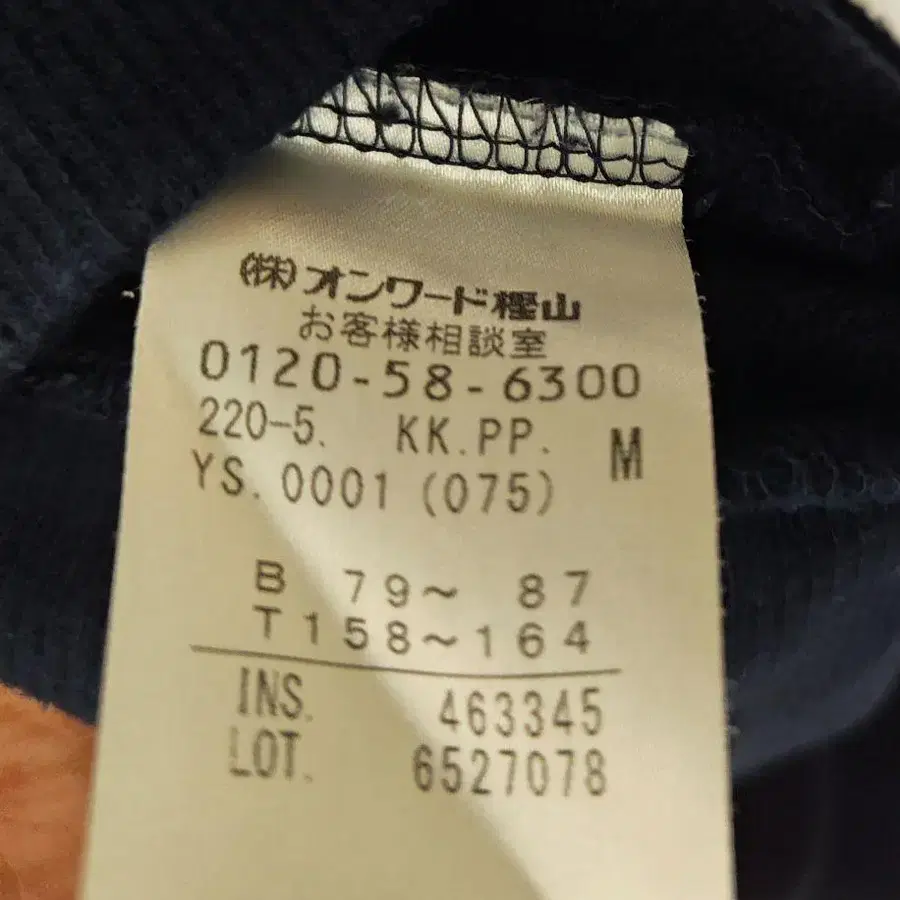 (株)オンワード樫山
お客様相談室
0120-58-6300
220-5. KK.PP. M
YS.0001(075)
B 79～ 87
T158～164
INS. 463345
LOT. 6527078